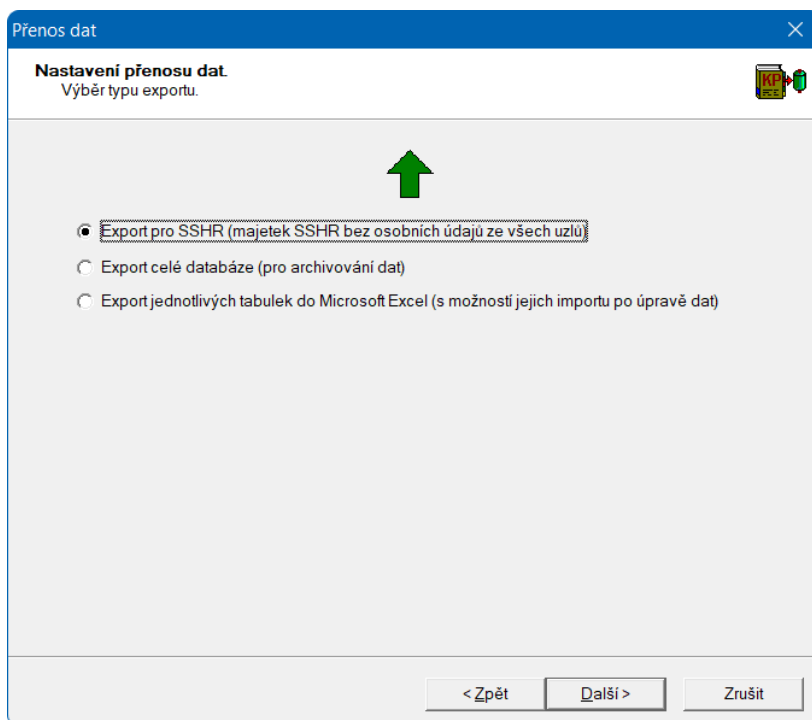 Přenos dat
Nastavení přenosu dat.
Výběr typu exportu.
KP
Export pro SSHR (majetek SSHR bez osobních údajů ze všech uzlů)
Export celé databáze (pro archivování dat)
Export jednotlivých tabulek do Microsoft Excel (s možností jejich importu po úpravě dat)
< Zpět
Další >
Zrušit